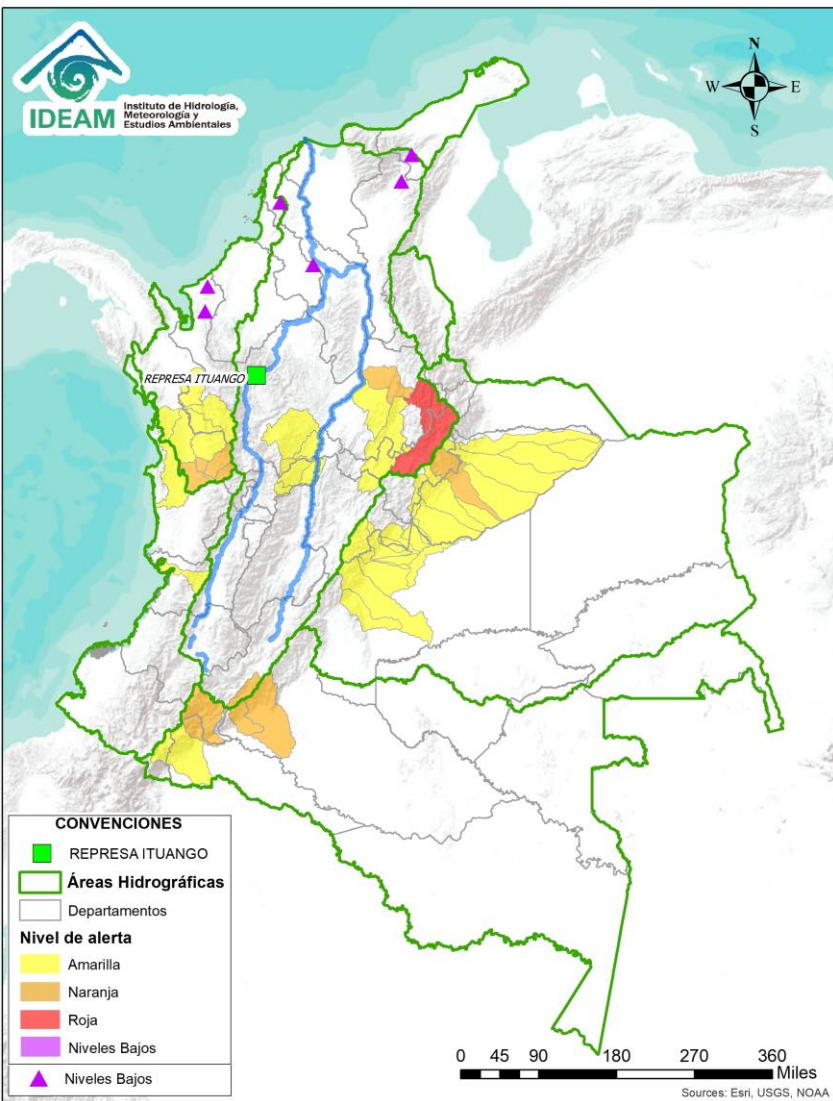 IDEAM
Instituto de Hidrología,
Meteorología y
Estudios Ambientales
N
W
E
S
REPRESA ITUANGO
CONVENCIONES
REPRESA ITUANGO
Áreas Hidrográficas
Departamentos
Nivel de alerta
Amarilla
Naranja
Roja
Niveles Bajos
Niveles Bajos
0 45 90 180 270 360
Miles
Sources: Esri, USGS, NOAA